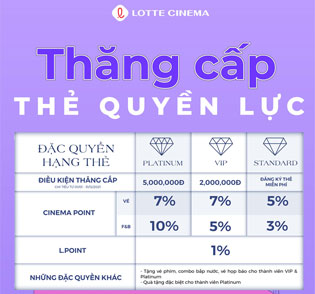 LOTTE CINEMA
Thăng cấp
THẺ QUYỀN LỰC
ĐẶC QUYỀN
HẠNG THẺ
PLATINUM
VIP
STANDARD
ĐIỀU KIỆN THĂNG CẤP
5,000,000Đ
2,000,000Đ
ĐĂNG KÝ THẺ
MIỄN PHÍ
CINEMA POINT
VÉ
7%
7%
5%
F&B
10%
5%
3%
L.POINT
1%
NHỮNG ĐẶC QUYỀN KHÁC
- Tặng vé phim, combo bắp nước, vé họp báo cho thành viên VIP &
Platinum
- Quà tặng đặc biệt cho thành viên Platinum